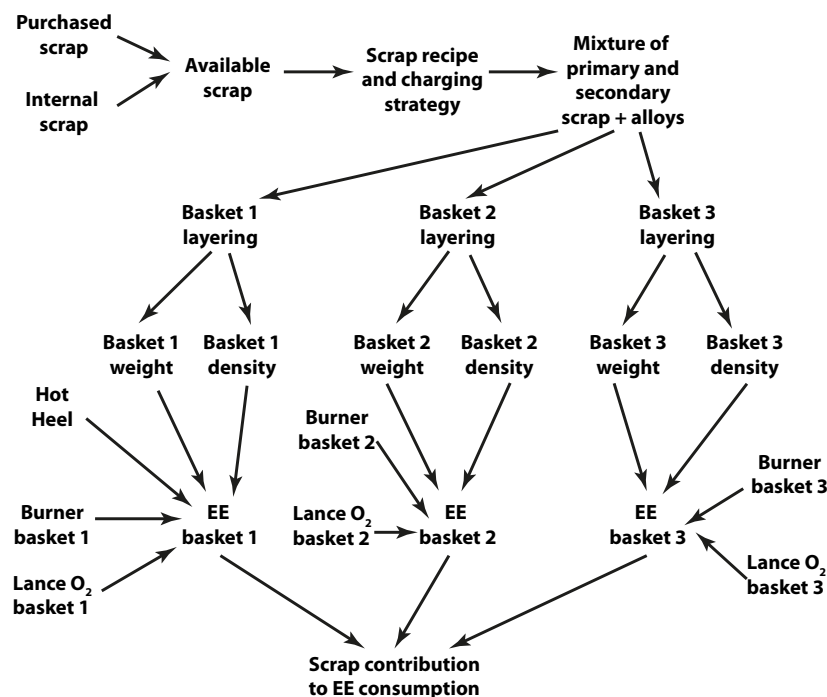 Purchased
scrap
Internal
scrap
Available
scrap
Scrap recipe
and charging
strategy
Mixture of
primary and
secondary
scrap + alloys
Basket 1
layering
Basket 2
layering
Basket 3
layering
Basket 1
weight
Basket 1
density
Basket 2
weight
Basket 2
density
Basket 3
weight
Basket 3
density
Hot
Heel
Burner
basket 1
Lance O₂
basket 1
EE
basket 1
Burner
basket 2
Lance O₂
basket 2
EE
basket 2
EE
basket 3
Burner
basket 3
Lance O₂
basket 3
Scrap contribution
to EE consumption